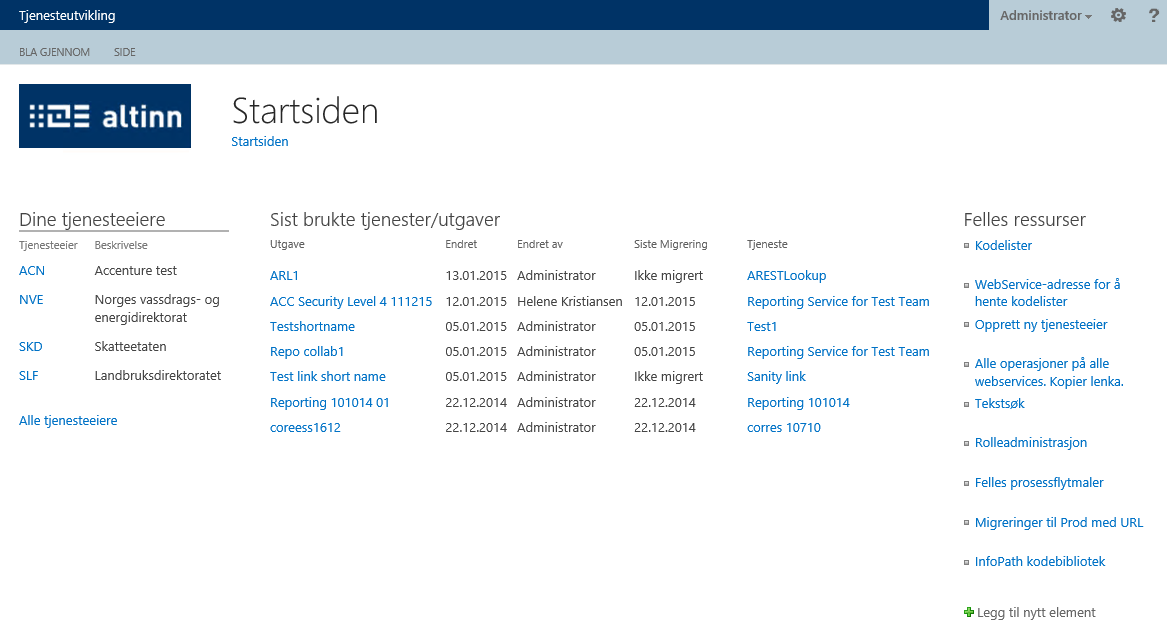 Tjenesteutvikling
Administrator
?
BLA GJENNOM SIDE
altinn
Startsiden
Startsiden
Dine tjenesteeiere
Tjenesteeier Beskrivelse
ACN Accenture test
NVE Norges vassdrags- og
energidirektorat
SKD Skatteetaten
SLF Landbruksdirektoratet
Alle tjenesteeiere
Sist brukte tjenester/utgaver
Utgave Endret Endret av Siste Migrering Tjeneste
ARL1 13.01.2015 Administrator Ikke migrert ARESTLookup
ACC Security Level 4 111215 12.01.2015 Helene Kristiansen 12.01.2015 Reporting Service for Test Team
Testshortname 05.01.2015 Administrator 05.01.2015 Test1
Repo collab1 05.01.2015 Administrator 05.01.2015 Reporting Service for Test Team
Test link short name 05.01.2015 Administrator Ikke migrert Sanity link
Reporting 101014 01 22.12.2014 Administrator 22.12.2014 Reporting 101014
coreess1612 22.12.2014 Administrator 22.12.2014 corres 10710
Felles ressurser
Kodelister
WebService-adresse for å
hente kodelister
Opprett ny tjenesteeier
Alle operasjoner på alle
webservices. Kopier lenka.
Tekstsøk
Rolleadministrasjon
Felles prosessflytmaler
Migreringer til Prod med URL
InfoPath kodebibliotek
Legg til nytt element